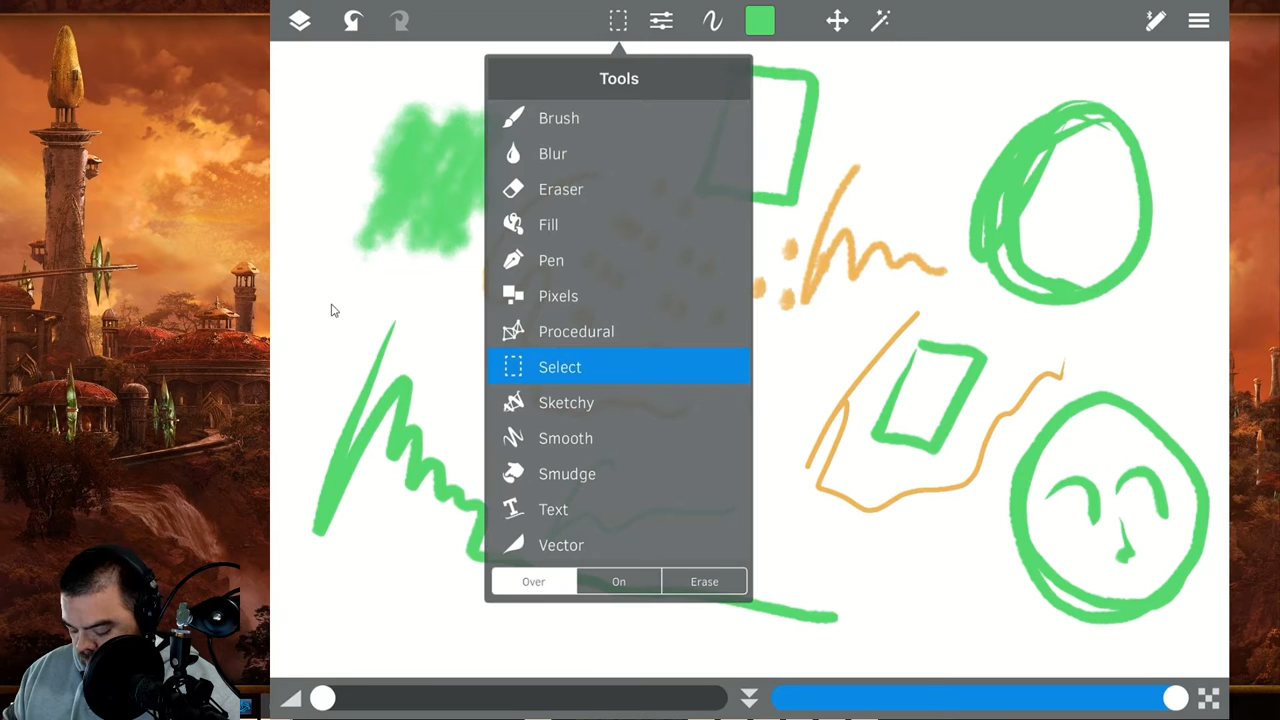 Tools
Brush
Blur
Eraser
Fill
Pen
Pixels
Procedural
Select
Sketchy
Smooth
Smudge
Text
Vector
Over On Erase